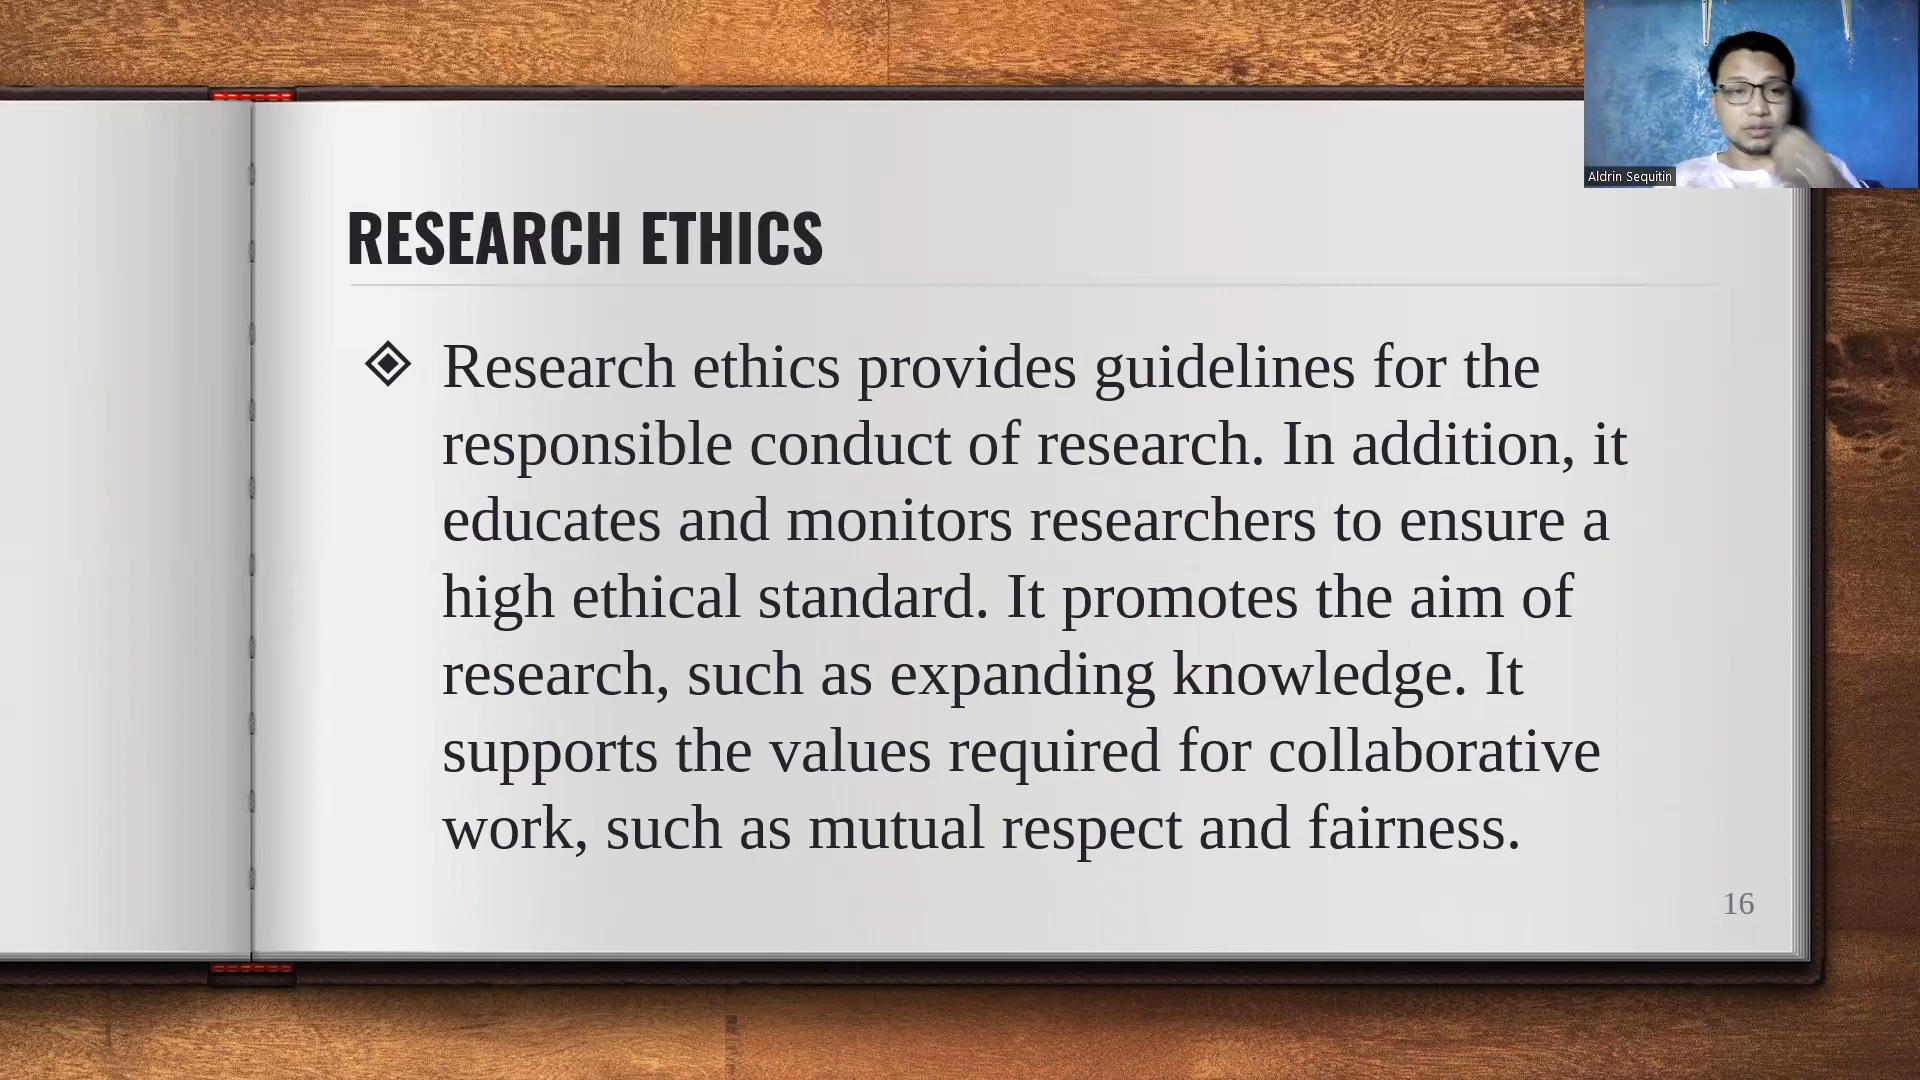 Aldrin Sequitin
RESEARCH ETHICS
Research ethics provides guidelines for the
responsible conduct of research. In addition, it
educates and monitors researchers to ensure a
high ethical standard. It promotes the aim of
research, such as expanding knowledge. It
supports the values required for collaborative
work, such as mutual respect and fairness.
16